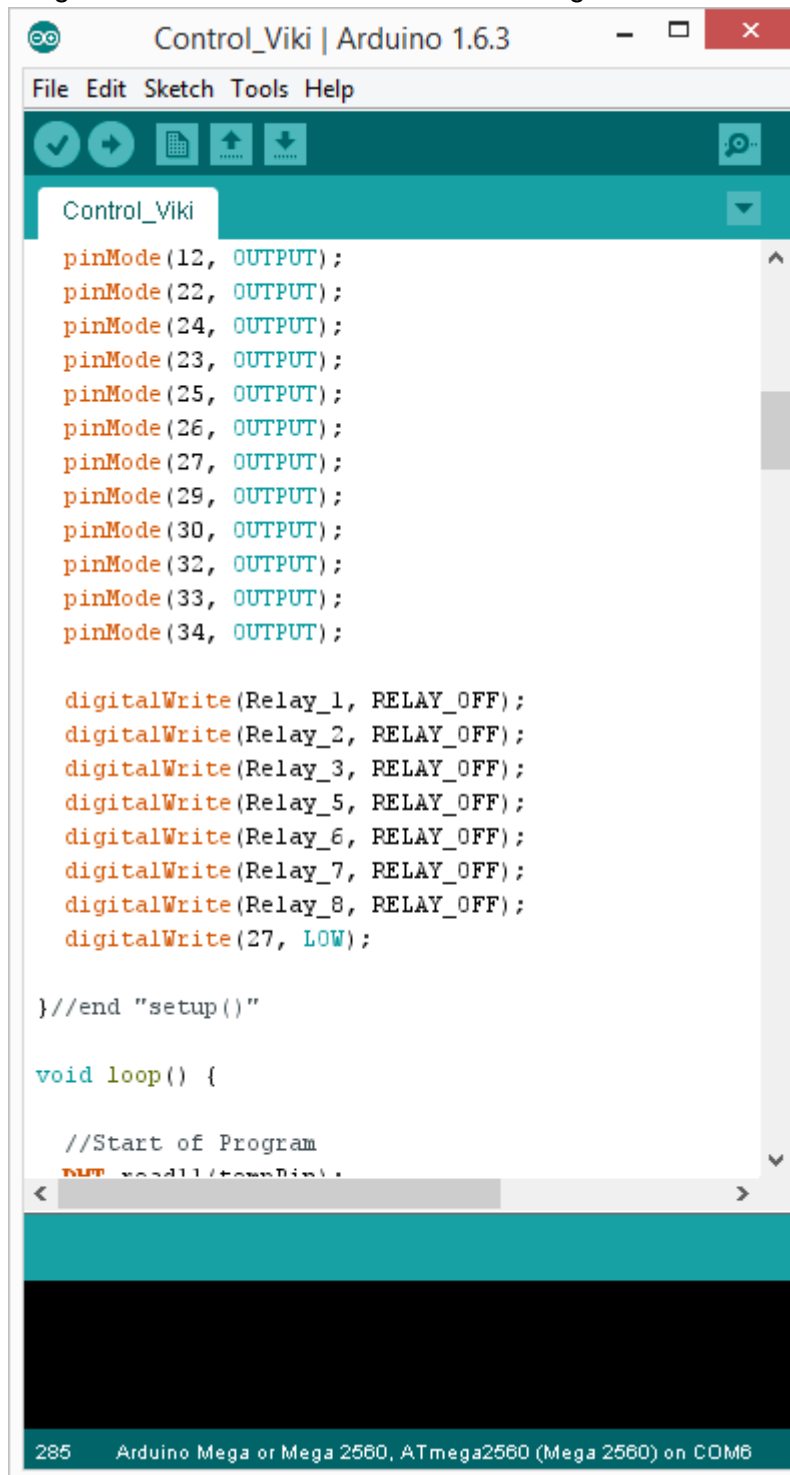 Control_Viki | Arduino 1.6.3
File Edit Sketch Tools Help
Control_Viki
pinMode(12, OUTPUT);
pinMode(22, OUTPUT);
pinMode(24, OUTPUT);
pinMode(23, OUTPUT);
pinMode(25, OUTPUT);
pinMode(26, OUTPUT);
pinMode(27, OUTPUT);
pinMode(29, OUTPUT);
pinMode(30, OUTPUT);
pinMode(32, OUTPUT);
pinMode(33, OUTPUT);
pinMode(34, OUTPUT);
digitalWrite(Relay_1, RELAY_OFF);
digitalWrite(Relay_2, RELAY_OFF);
digitalWrite(Relay_3, RELAY_OFF);
digitalWrite(Relay_5, RELAY_OFF);
digitalWrite(Relay_6, RELAY_OFF);
digitalWrite(Relay_7, RELAY_OFF);
digitalWrite(Relay_8, RELAY_OFF);
digitalWrite(27, LOW);
}//end "setup()"
void loop() {
//Start of Program
DHT.read11(tempPin);
285 Arduino Mega or Mega 2560, ATmega2560 (Mega 2560) on COM6